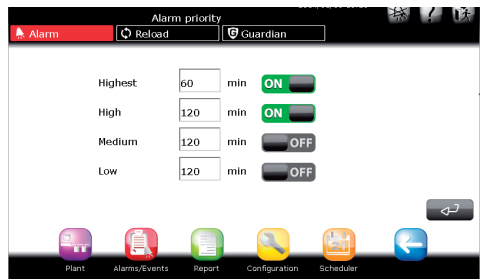 Alarm priority
Alarm
Reload
G Guardian
Highest 60 min ON
High 120 min ON
Medium 120 min OFF
Low 120 min OFF
Plant Alarms/Events Report Configuration Scheduler